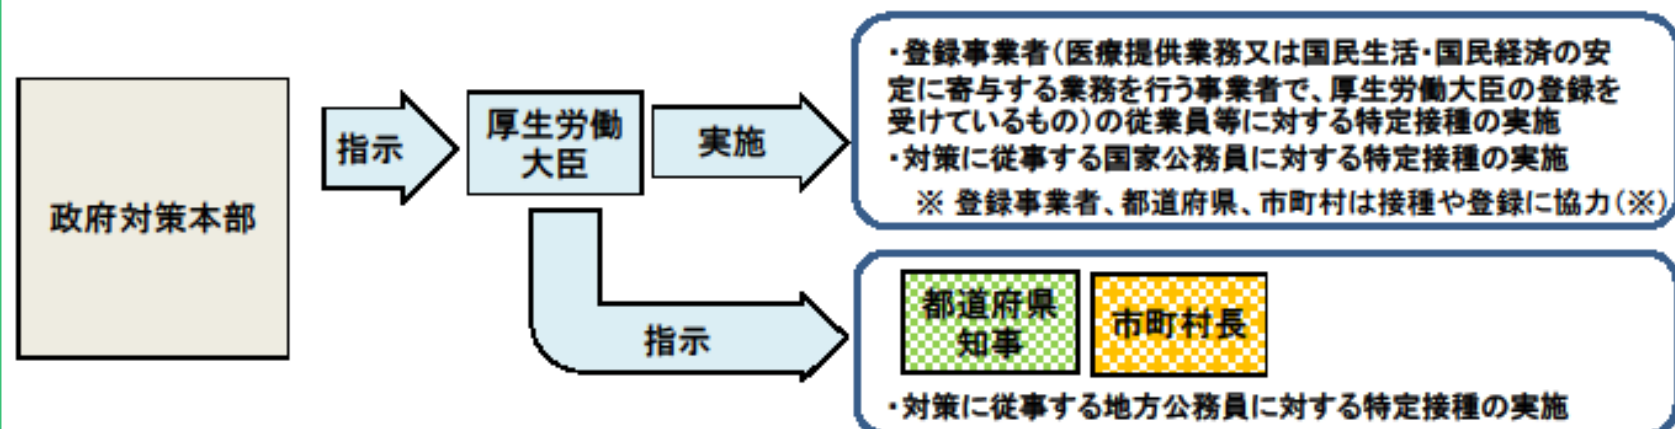 政府対策本部
指示
厚生労働
大臣
実施
・登録事業者(医療提供業務又は国民生活・国民経済の安
定に寄与する業務を行う事業者で、厚生労働大臣の登録を
受けているもの)の従業員等に対する特定接種の実施
・対策に従事する国家公務員に対する特定接種の実施
※ 登録事業者、都道府県、市町村は接種や登録に協力(※)
指示
都道府県
知事
市町村長
・対策に従事する地方公務員に対する特定接種の実施